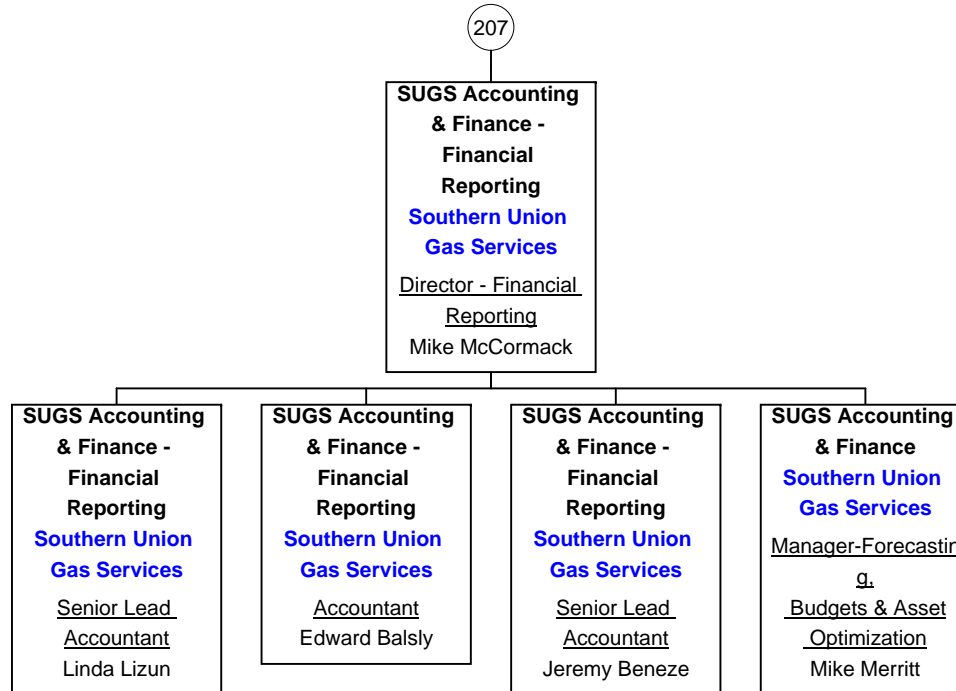 207
SUGS Accounting
& Finance -
Financial
Reporting
Southern Union
Gas Services
Director - Financial
Reporting
Mike McCormack
SUGS Accounting
& Finance -
Financial
Reporting
Southern Union
Gas Services
Senior Lead
Accountant
Linda Lizun
SUGS Accounting
& Finance -
Financial
Reporting
Southern Union
Gas Services
Accountant
Edward Balsly
SUGS Accounting
& Finance -
Financial
Reporting
Southern Union
Gas Services
Senior Lead
Accountant
Jeremy Beneze
SUGS Accounting
& Finance
Southern Union
Gas Services
Manager-Forecastin
g,
Budgets & Asset
Optimization
Mike Merritt